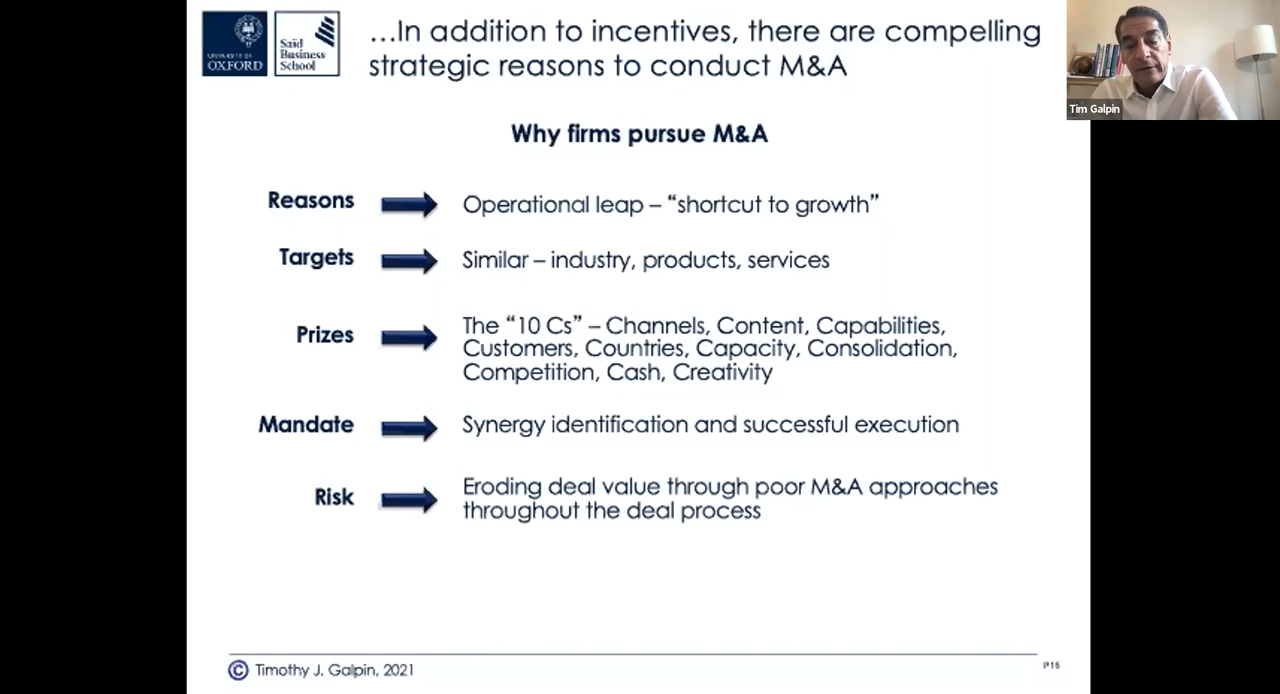 UNIVERSITY OF
OXFORD
Saïd
Business
School
…In addition to incentives, there are compelling
strategic reasons to conduct M&A
Tim Galpin
Why firms pursue M&A
Reasons
Operational leap – “shortcut to growth”
Targets
Similar – industry, products, services
Prizes
The “10 Cs” – Channels, Content, Capabilities,
Customers, Countries, Capacity, Consolidation,
Competition, Cash, Creativity
Mandate
Synergy identification and successful execution
Risk
Eroding deal value through poor M&A approaches
throughout the deal process
© Timothy J. Galpin, 2021
P16